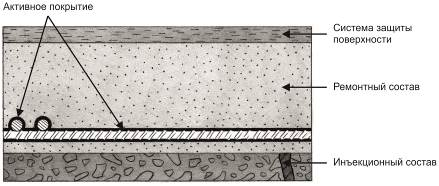 Активное покрытие
Система защиты
поверхности
Ремонтный состав
Инъекционный состав